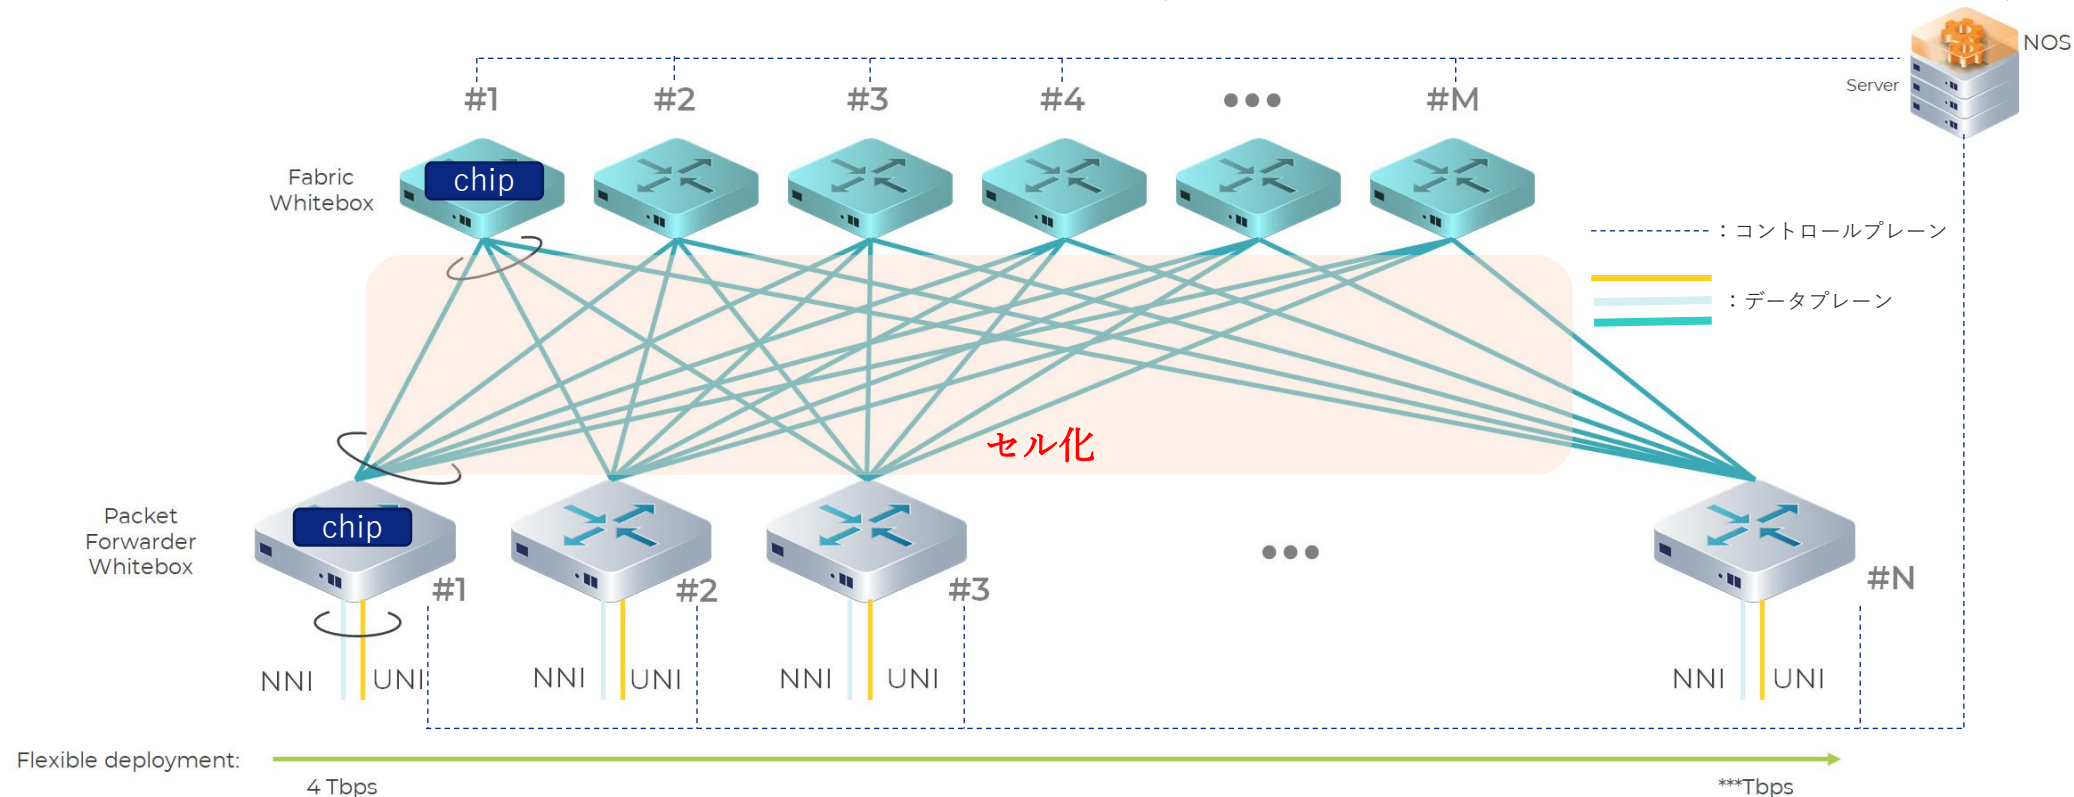 NOS
Server
#1
#2
#3
#4
•••
#M
Fabric
Whitebox
chip
：コントロールプレーン
：データプレーン
セル化
Packet
Forwarder
Whitebox
chip
#1
#2
#3
•••
#N
NNI
UNI
NNI
UNI
NNI
UNI
NNI
UNI
Flexible deployment:
4 Tbps
***Tbps